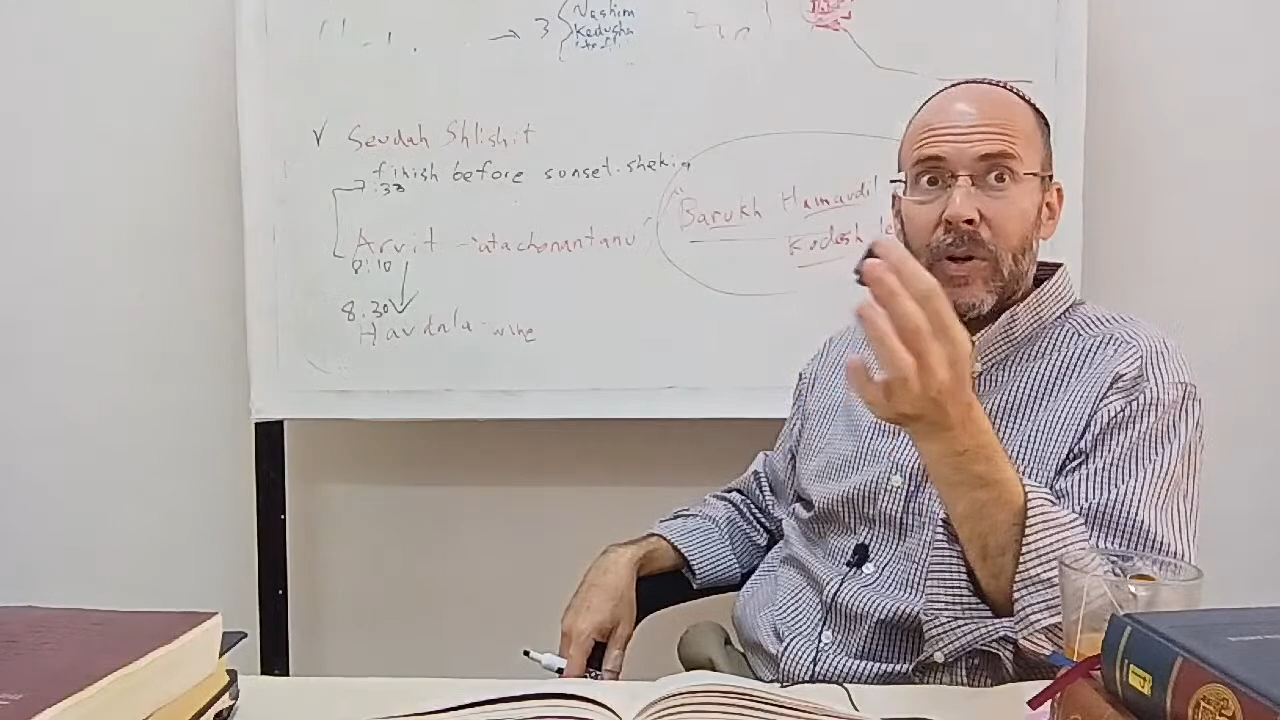 → 3 { Nashim
Kedusha
√ Seudah Shlishit
finish before sunset. shekia
:33
Arvit - atachonantanu
8:10
"Barukh Hamavdil
Kodesh le
8.30
Havdala - wine